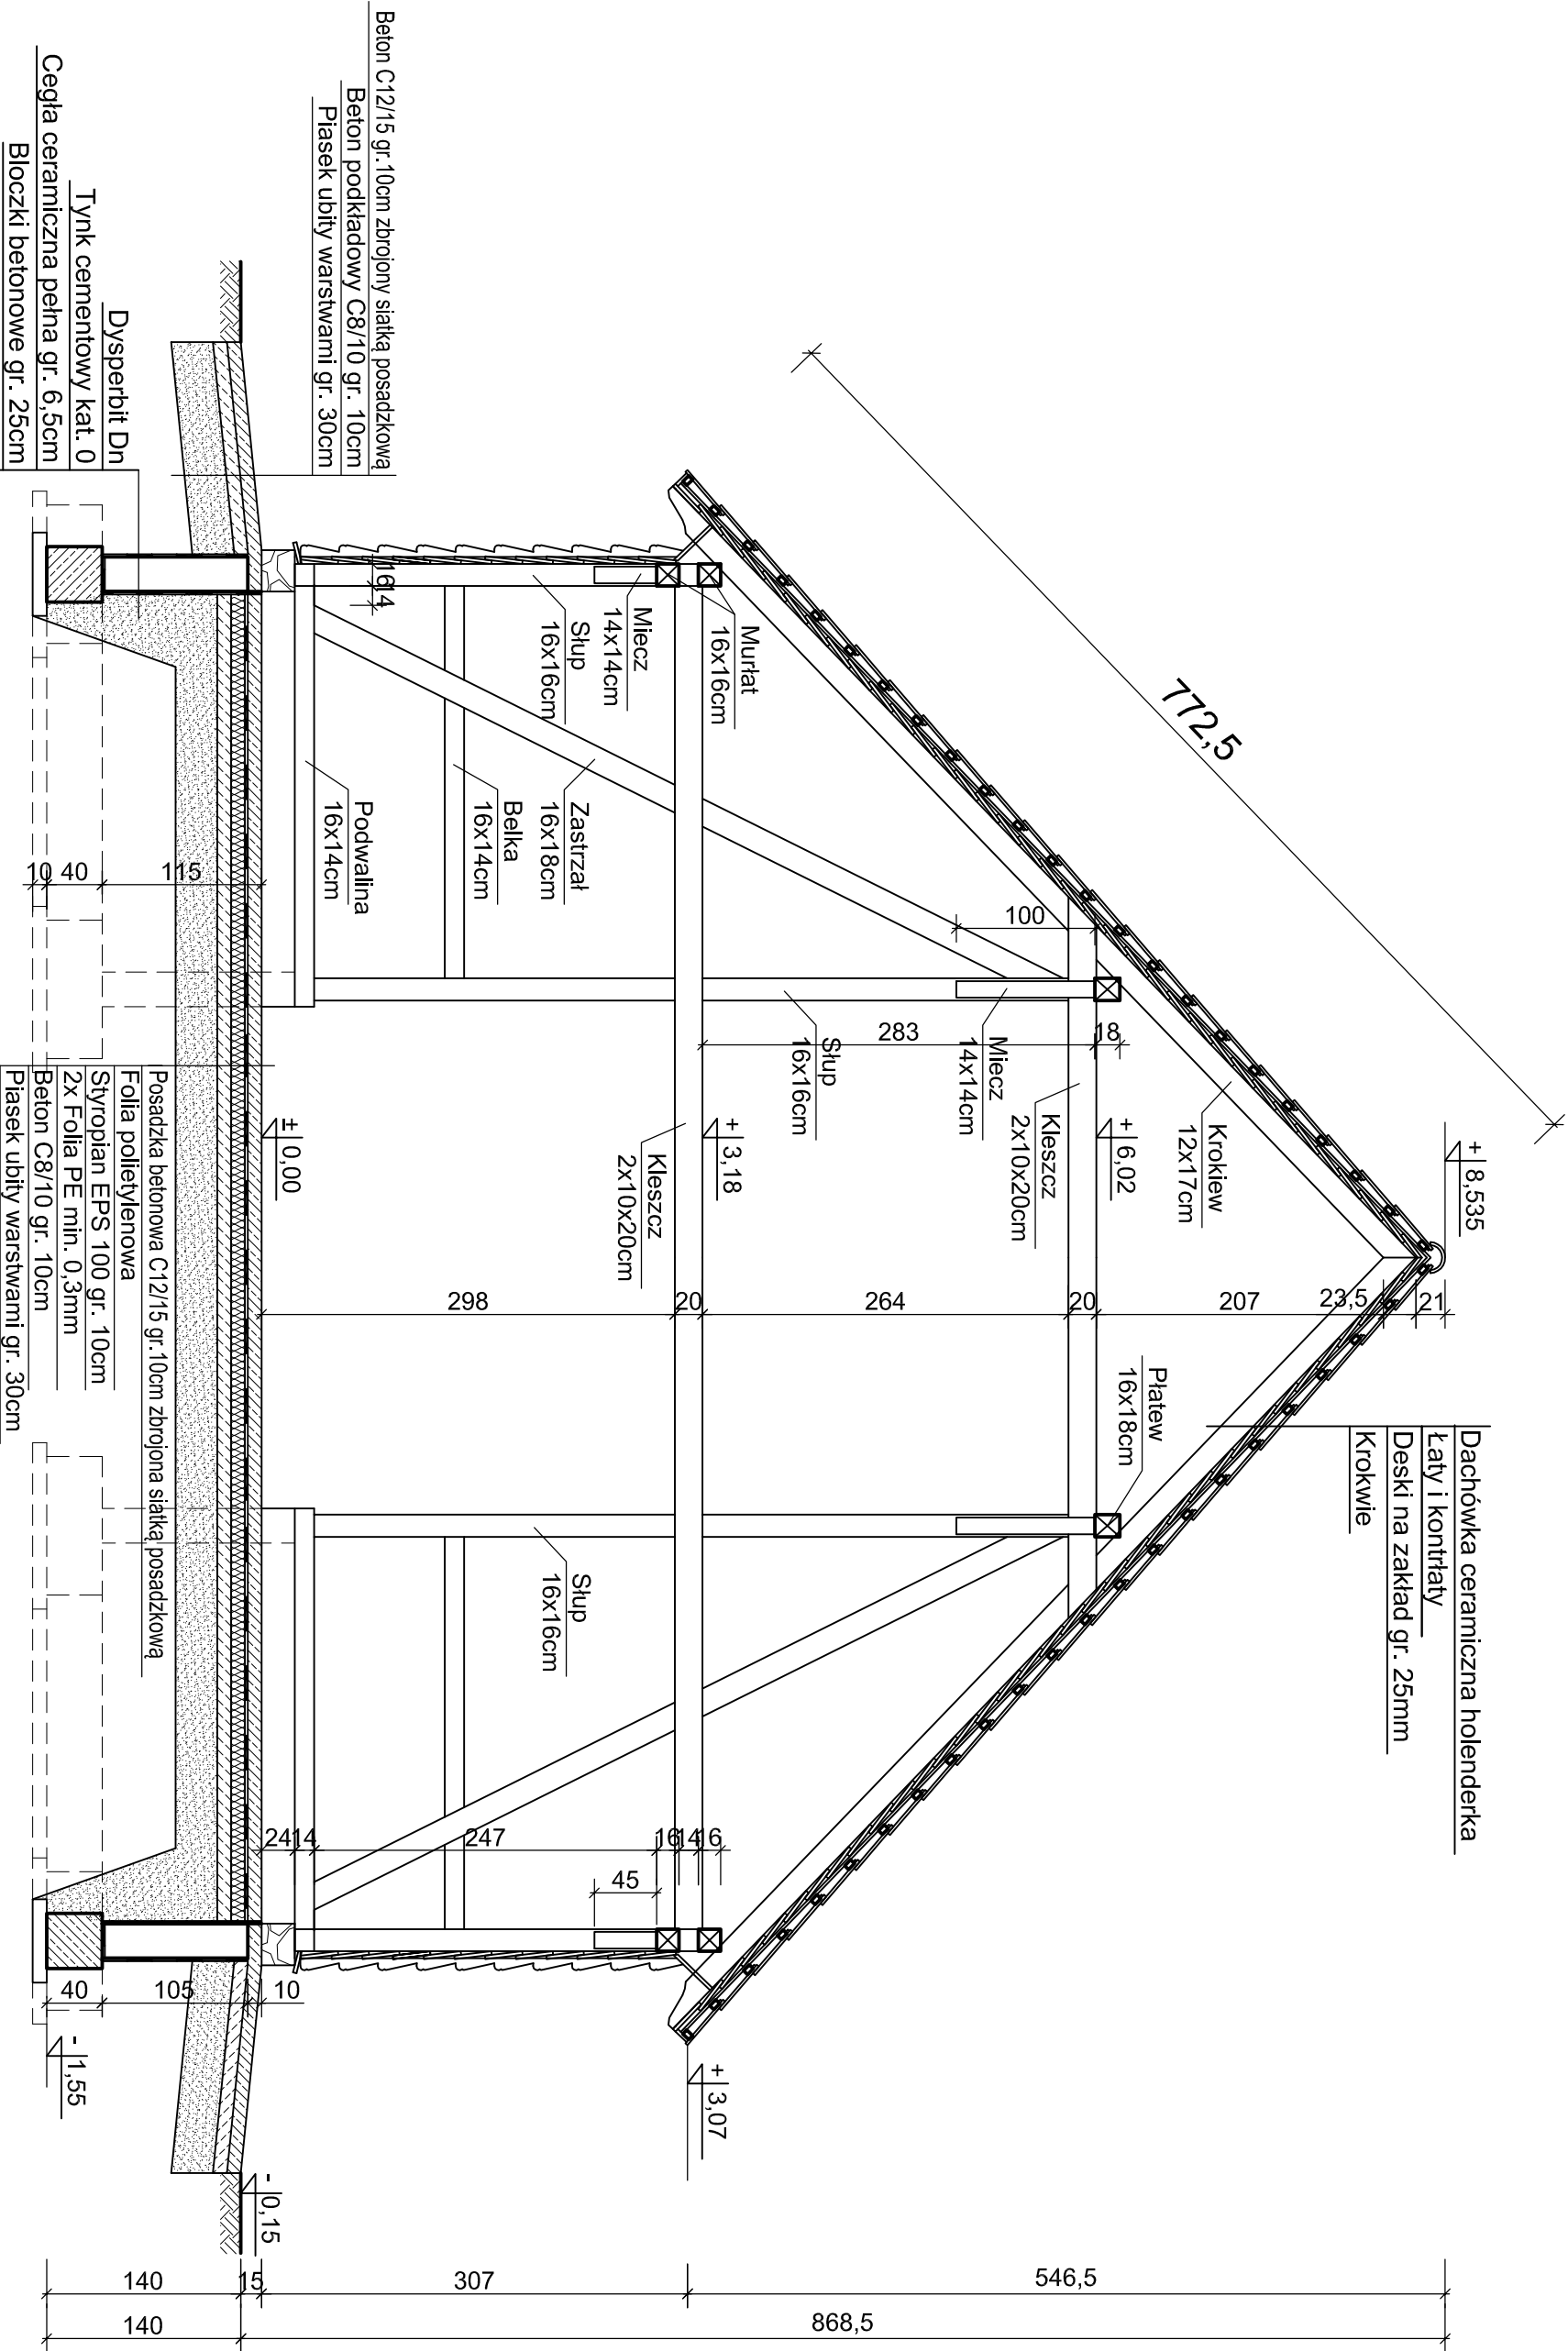 Dachówka ceramiczna holenderka
Łaty i kontrłaty
Deski na zakład gr. 25mm
Krokwie
+ 8,535
772,5
Krokiew
12x17cm
+ 6,02
Kleszcz
2x10x20cm
Miecz
14x14cm
Słup
16x16cm
Płatew
16x18cm
100
18
283
21
23,5
207
20
264
20
298
+ 3,18
Kleszcz
2x10x20cm
Murłat
16x16cm
Miecz
14x14cm
Słup
16x16cm
Zastrzał
16x18cm
Belka
16x14cm
Podwalina
16x14cm
16
14
Słup
16x16cm
16
14
16
247
14
24
45
+ 3,07
± 0,00
- 0,15
- 1,55
115
40
10
10
105
40
546,5
307
15
140
868,5
140
Beton C12/15 gr.10cm zbrojony siatką posadzkową
Beton podkładowy C8/10 gr. 10cm
Piasek ubity warstwami gr. 30cm
Dysperbit Dn
Tynk cementowy kat. 0
Cegła ceramiczna pełna gr. 6,5cm
Bloczki betonowe gr. 25cm
Posadzka betonowa C12/15 gr.10cm zbrojona siatką posadzkową
Folia polietylenowa
Styropian EPS 100 gr. 10cm
2x Folia PE min. 0,3mm
Beton C8/10 gr. 10cm
Piasek ubity warstwami gr. 30cm